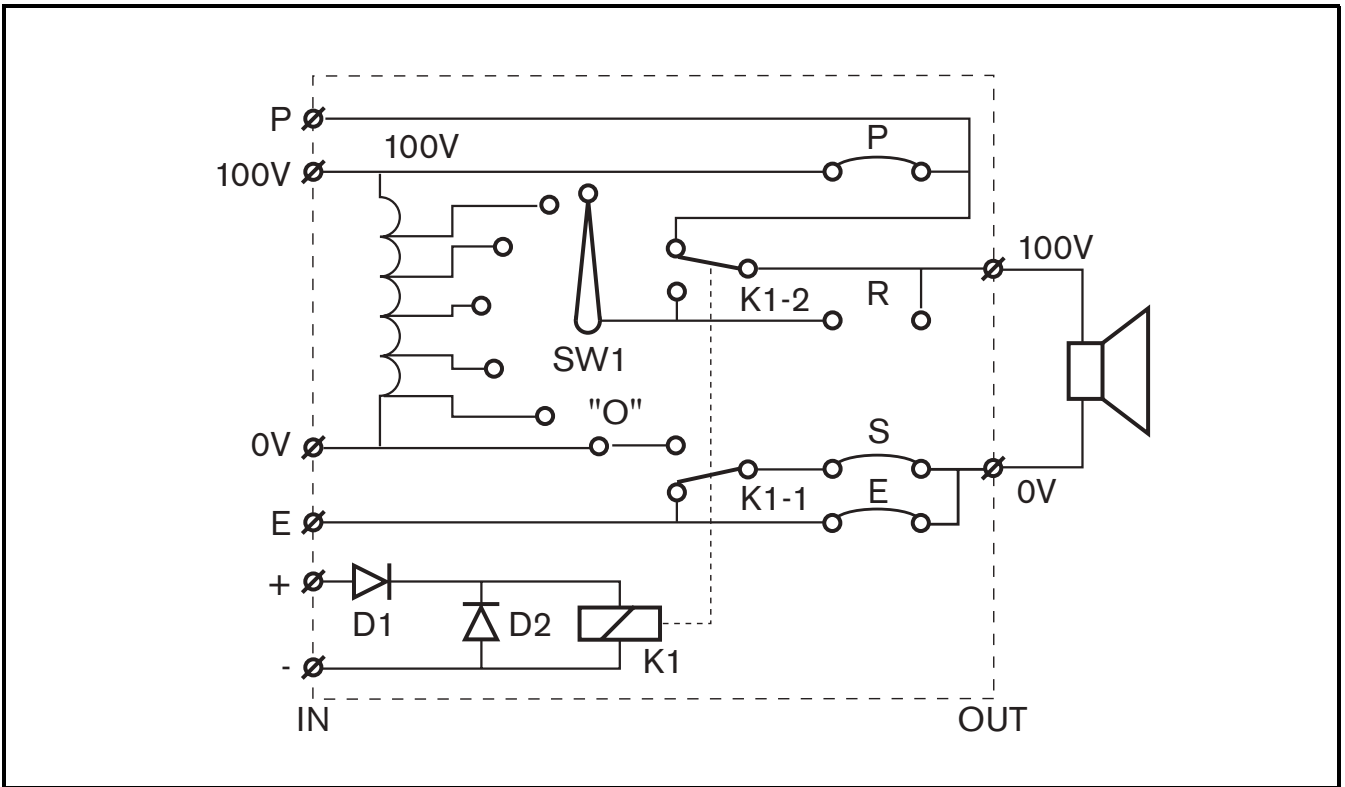 P
100V
100V
P
SW1
K1-2
R
100V
0V
"O"
S
K1-1
E
0V
E
+
D1
D2
K1
-
IN
OUT